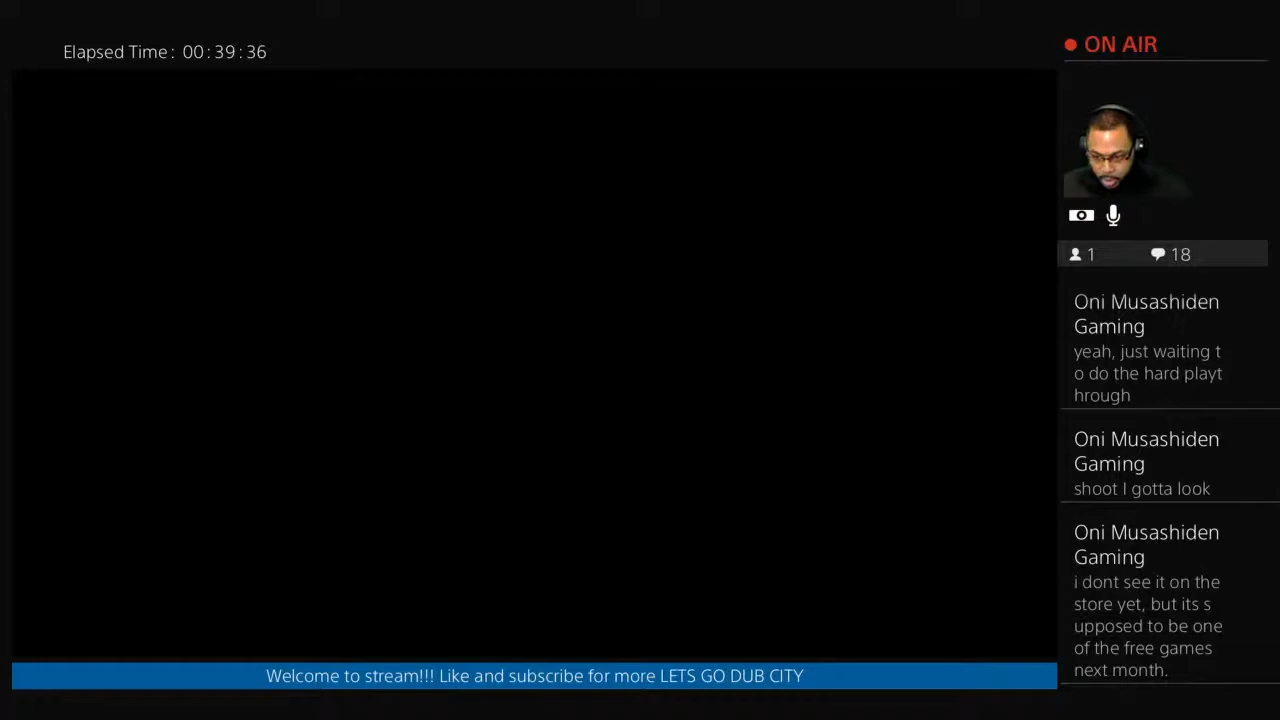 Elapsed Time: 00:39:36
ON AIR
1 18
Oni Musashiden
Gaming
yeah, just waiting t
o do the hard playt
hrough
Oni Musashiden
Gaming
shoot I gotta look
Oni Musashiden
Gaming
i dont see it on the
store yet, but its s
upposed to be one
of the free games
next month.
Welcome to stream!!! Like and subscribe for more LETS GO DUB CITY